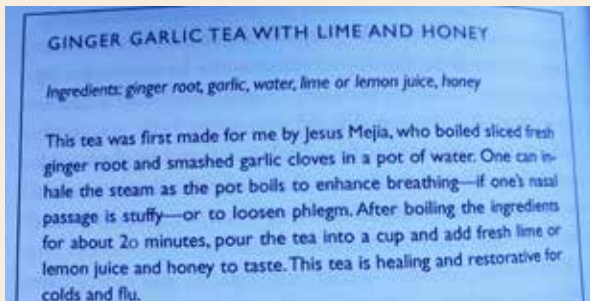 GINGER GARLIC TEA WITH LIME AND HONEY
Ingredients: ginger root, garlic, water, lime or lemon juice, honey
This tea was first made for me by Jesus Mejia, who boiled sliced fresh
ginger root and smashed garlic cloves in a pot of water. One can in-
hale the steam as the pot boils to enhance breathing—if one's nasal
passage is stuffy—or to loosen phlegm. After boiling the ingredients
for about 20 minutes, pour the tea into a cup and add fresh lime or
lemon juice and honey to taste. This tea is healing and restorative for
colds and flu.